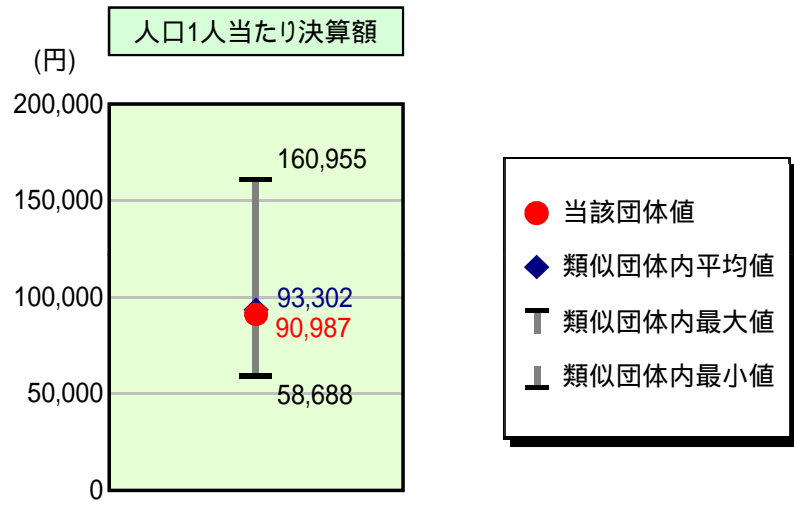 人口1人当たり決算額
(円)
200,000
150,000
100,000
50,000
0
160,955
93,302
90,987
58,688
当該団体値
類似団体内平均値
類似団体内最大値
類似団体内最小値